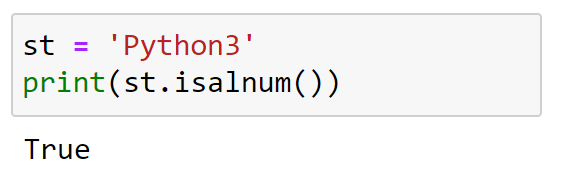 st = 'Python3'
print(st.isalnum())
True